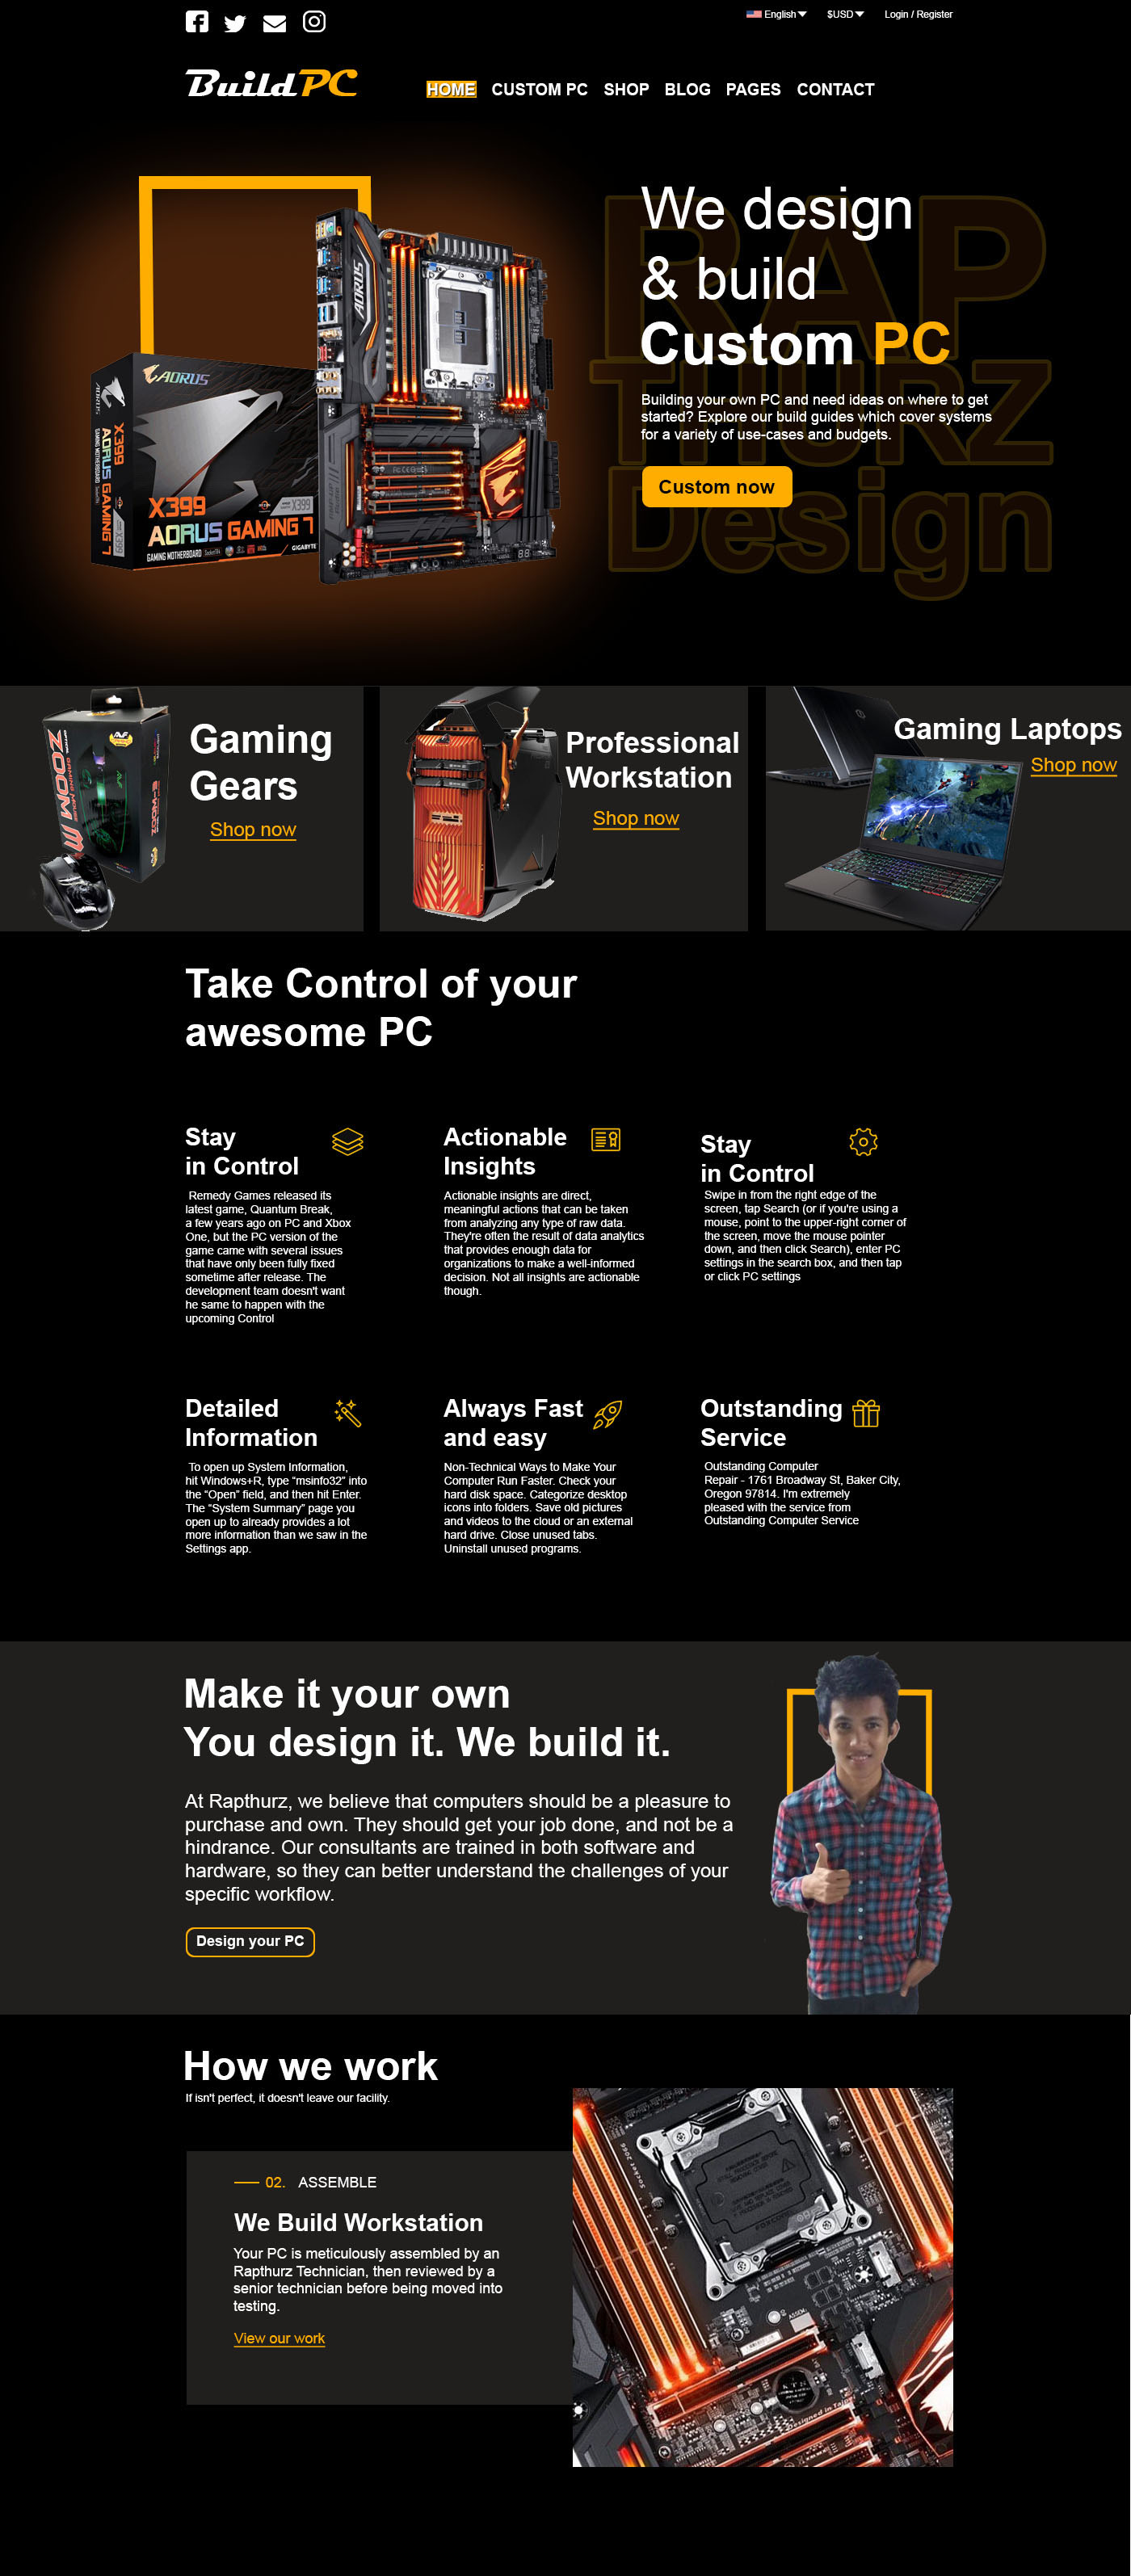 English
$USD
Login / Register
BuildPC
HOME CUSTOM PC SHOP BLOG PAGES CONTACT
RAP
THURZ
Design
We design
& build
Custom PC
Building your own PC and need ideas on where to get
started? Explore our build guides which cover systems
for a variety of use-cases and budgets.
Custom now
AORUS
AORUS
X399
AORUS GAMING 7
GAMING MOTHERBOARD
GIGABYTE
X399
AORUS GAMING 7
AORUS
X399
Gaming
Gears
Shop now
ZOOM
Professional
Workstation
Shop now
Gaming Laptops
Shop now
Take Control of your
awesome PC
Stay
in Control
Remedy Games released its
latest game, Quantum Break,
a few years ago on PC and Xbox
One, but the PC version of the
game came with several issues
that have only been fully fixed
sometime after release. The
development team doesn't want
he same to happen with the
upcoming Control
Actionable
Insights
Actionable insights are direct,
meaningful actions that can be taken
from analyzing any type of raw data.
They're often the result of data analytics
that provides enough data for
organizations to make a well-informed
decision. Not all insights are actionable
though.
Stay
in Control
Swipe in from the right edge of the
screen, tap Search (or if you're using a
mouse, point to the upper-right corner of
the screen, move the mouse pointer
down, and then click Search), enter PC
settings in the search box, and then tap
or click PC settings
Detailed
Information
To open up System Information,
hit Windows+R, type “msinfo32” into
the “Open” field, and then hit Enter.
The “System Summary” page you
open up to already provides a lot
more information than we saw in the
Settings app.
Always Fast
and easy
Non-Technical Ways to Make Your
Computer Run Faster. Check your
hard disk space. Categorize desktop
icons into folders. Save old pictures
and videos to the cloud or an external
hard drive. Close unused tabs.
Uninstall unused programs.
Outstanding
Service
Outstanding Computer
Repair - 1761 Broadway St, Baker City,
Oregon 97814. I'm extremely
pleased with the service from
Outstanding Computer Service
Make it your own
You design it. We build it.
At Rapthurz, we believe that computers should be a pleasure to
purchase and own. They should get your job done, and not be a
hindrance. Our consultants are trained in both software and
hardware, so they can better understand the challenges of your
specific workflow.
Design your PC
How we work
If isn't perfect, it doesn't leave our facility.
02. ASSEMBLE
We Build Workstation
Your PC is meticulously assembled by an
Rapthurz Technician, then reviewed by a
senior technician before being moved into
testing.
View our work
Socket 2066
Designed in Taipei